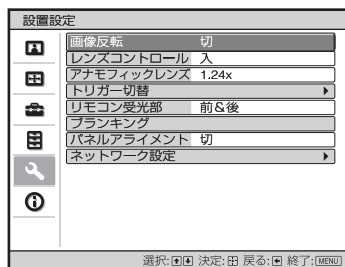 設置設定
画像反転 切
レンズコントロール 入
アナモフィックレンズ 1.24x
トリガー切替
リモコン受光部 前&後
ブランキング
パネルアライメント 切
ネットワーク設定
選択: 決定: 戻る: 終了:MENU